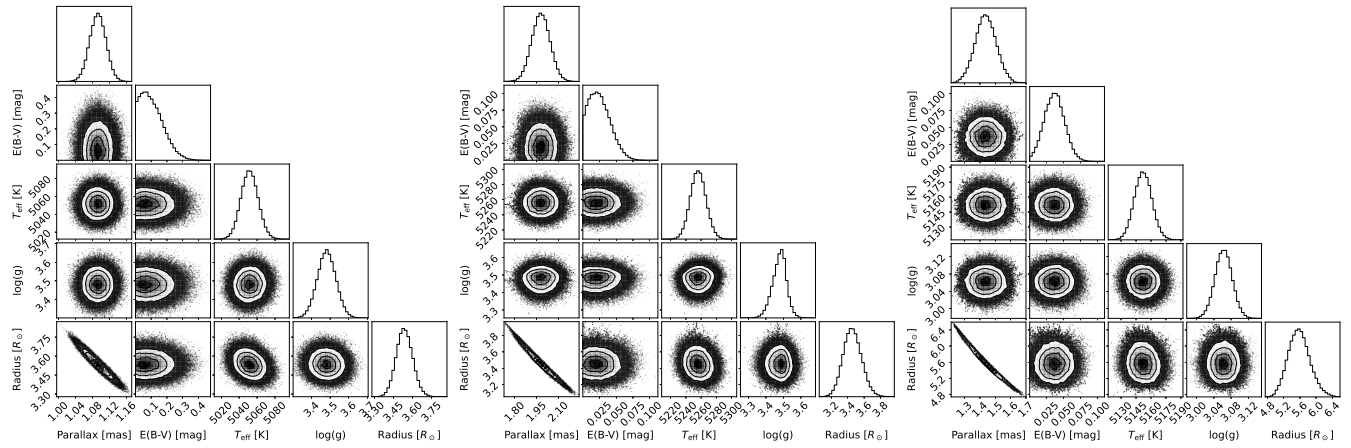 E(B-V) [mag]
0.4
0.3
0.2
0.1
T_eff [K]
5080
5060
5040
5020
log(g)
3.6
3.5
3.4
Radius [R_⊙]
3.75
3.60
3.45
3.30
1.00 1.04 1.08 1.12 1.16
Parallax [mas]
0.1 0.2 0.3 0.4
E(B-V) [mag]
5020 5040 5060 5080
T_eff [K]
3.4 3.5 3.6
log(g)
3.30 3.45 3.60 3.75
Radius [R_⊙]
E(B-V) [mag]
0.100
0.075
0.050
0.025
T_eff [K]
5300
5280
5260
5240
5220
log(g)
3.6
3.5
3.4
3.3
Radius [R_⊙]
3.8
3.6
3.4
3.2
1.80 1.95 2.10
Parallax [mas]
0.025 0.050 0.075 0.100
E(B-V) [mag]
5220 5240 5260 5280 5300
T_eff [K]
3.3 3.4 3.5 3.6
log(g)
3.2 3.4 3.6 3.8
Radius [R_⊙]
E(B-V) [mag]
0.100
0.075
0.050
0.025
T_eff [K]
5190
5175
5160
5145
5130
log(g)
3.12
3.08
3.04
3.00
Radius [R_⊙]
6.4
6.0
5.6
5.2
4.8
1.3 1.4 1.5 1.6 1.7
Parallax [mas]
0.025 0.050 0.075 0.100
E(B-V) [mag]
5130 5145 5160 5175 5190
T_eff [K]
3.00 3.04 3.08 3.12
log(g)
4.8 5.2 5.6 6.0 6.4
Radius [R_⊙]